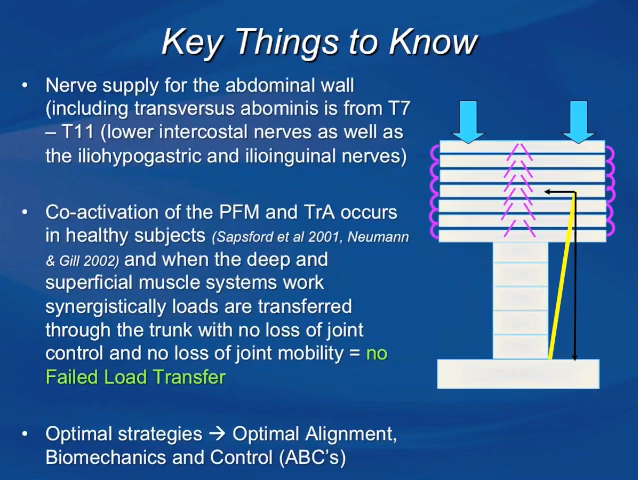 Key Things to Know
• Nerve supply for the abdominal wall
(including transversus abominis is from T7
– T11 (lower intercostal nerves as well as
the iliohypogastric and ilioinguinal nerves)
• Co-activation of the PFM and TrA occurs
in healthy subjects (Sapsford et al 2001, Neumann
& Gill 2002) and when the deep and
superficial muscle systems work
synergistically loads are transferred
through the trunk with no loss of joint
control and no loss of joint mobility = no
Failed Load Transfer
• Optimal strategies → Optimal Alignment,
Biomechanics and Control (ABC’s)